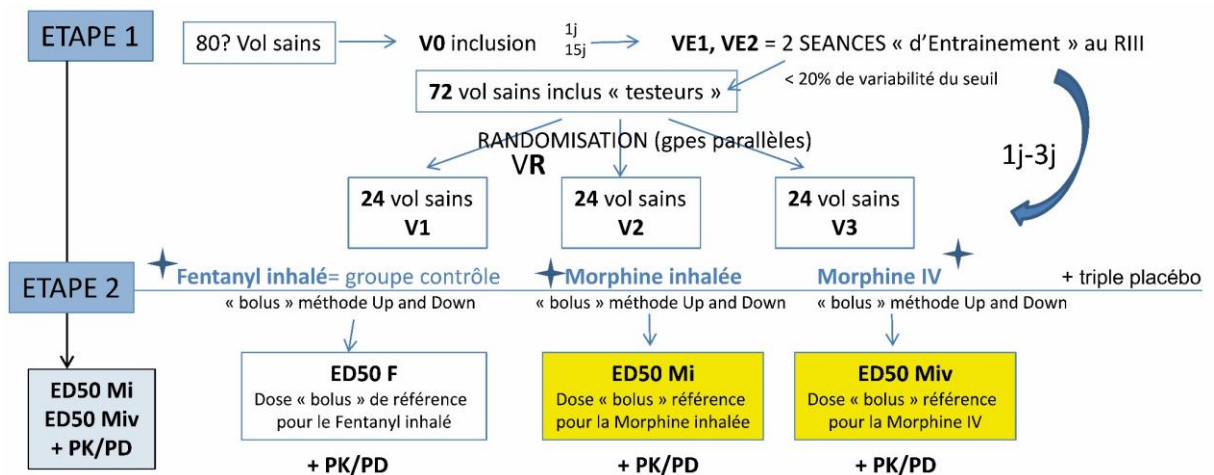 ETAPE 1
80? Vol sains
V0 inclusion
1j
15j
VE1, VE2 = 2 SEANCES « d'Entrainement » au RIII
< 20% de variabilité du seuil
72 vol sains inclus « testeurs »
RANDOMISATION (gpes parallèles)
VR
1j-3j
24 vol sains
V1
24 vol sains
V2
24 vol sains
V3
ETAPE 2
Fentanyl inhalé= groupe contrôle
« bolus » méthode Up and Down
Morphine inhalée
« bolus » méthode Up and Down
Morphine IV
« bolus » méthode Up and Down
+ triple placébo
ED50 Mi
ED50 Miv
+ PK/PD
ED50 F
Dose « bolus » de référence
pour le Fentanyl inhalé
+ PK/PD
ED50 Mi
Dose « bolus » référence
pour la Morphine inhalée
+ PK/PD
ED50 Miv
Dose « bolus » référence
pour la Morphine IV
+ PK/PD